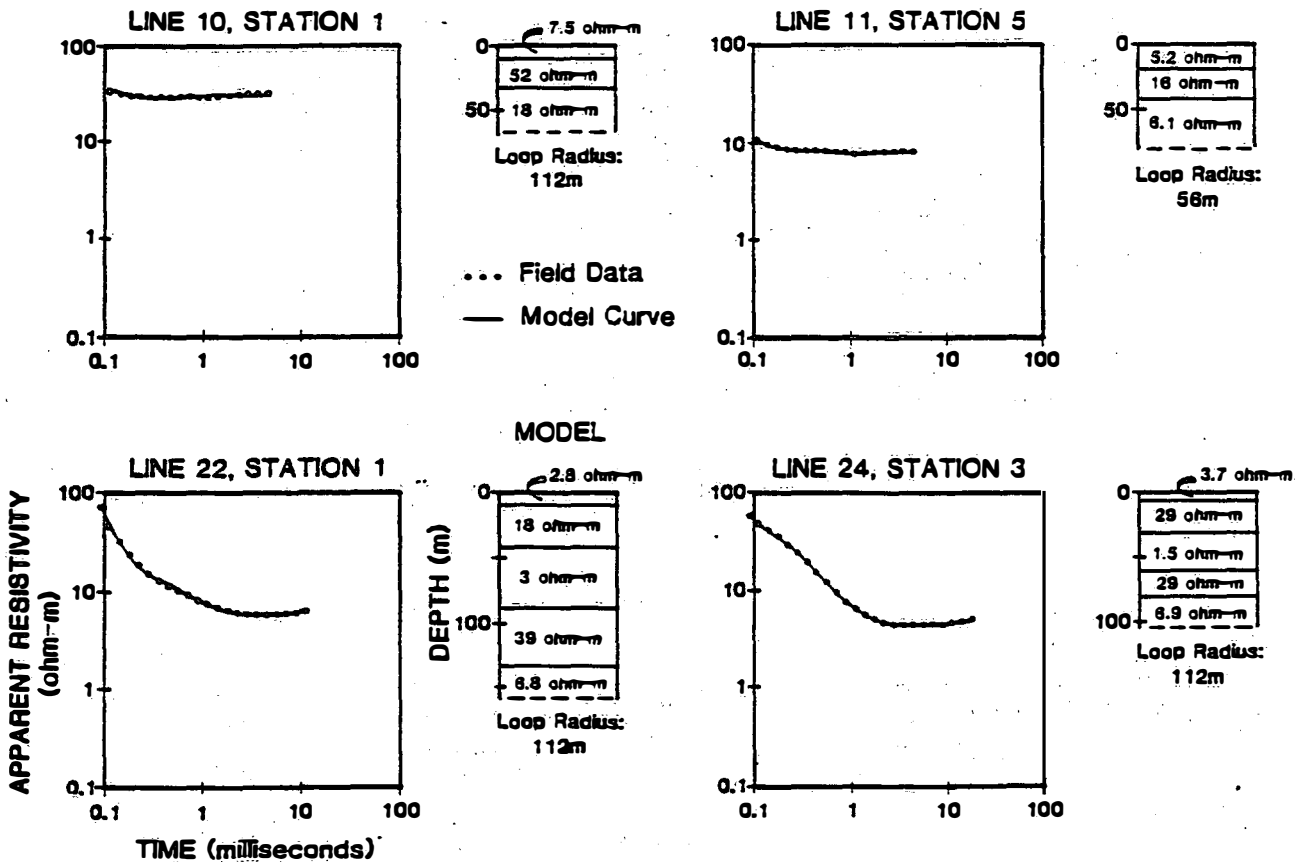 LINE 10, STATION 1
100
10
1
0.1
0.1 1 10 100
7.5 ohm-m
0
52 ohm-m
50
18 ohm-m
Loop Radius:
112m
LINE 11, STATION 5
100
10
1
0.1
0.1 1 10 100
0
5.2 ohm-m
16 ohm-m
50
6.1 ohm-m
Loop Radius:
56m
Field Data
Model Curve
MODEL
LINE 22, STATION 1
APPARENT RESISTIVITY
(ohm-m)
100
10
1
0.1
0.1 1 10 100
TIME (milliseconds)
DEPTH (m)
2.8 ohm-m
0
18 ohm-m
3 ohm-m
100
39 ohm-m
6.8 ohm-m
Loop Radius:
112m
LINE 24, STATION 3
100
10
1
0.1
0.1 1 10 100
3.7 ohm-m
0
29 ohm-m
1.5 ohm-m
29 ohm-m
100
6.9 ohm-m
Loop Radius:
112m